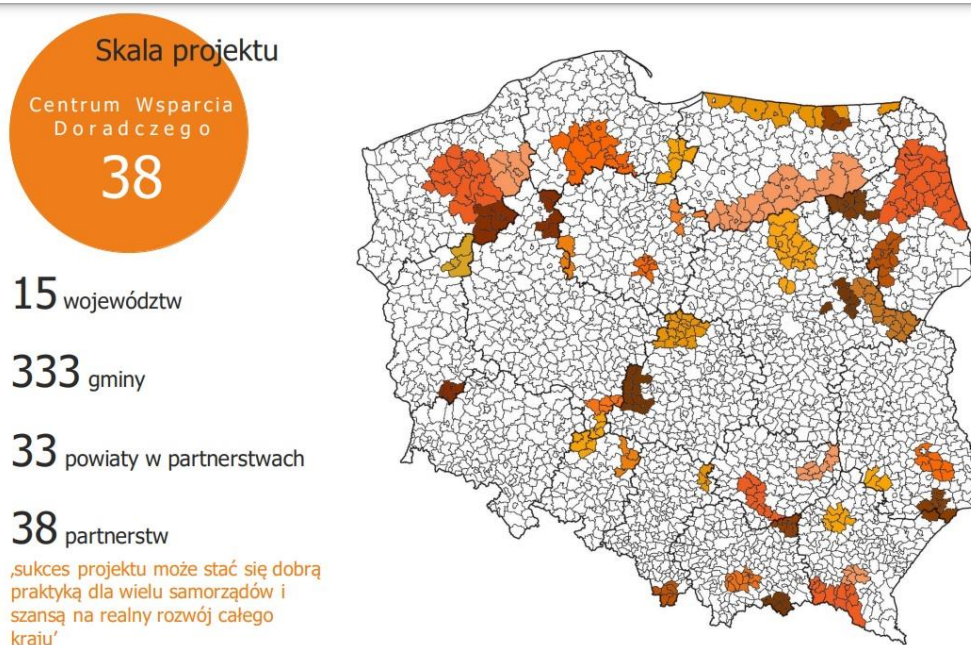 Skala projektu
Centrum Wsparcia
Doradczego
38
15 województw
333 gminy
33 powiaty w partnerstwach
38 partnerstw
‚sukces projektu może stać się dobrą
praktyką dla wielu samorządów i
szansą na realny rozwój całego
kraju’